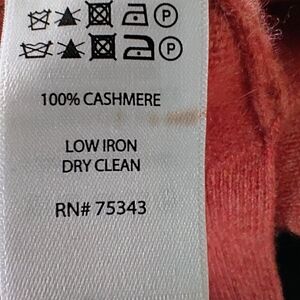 P
P
100% CASHMERE
LOW IRON
DRY CLEAN
RN# 75343